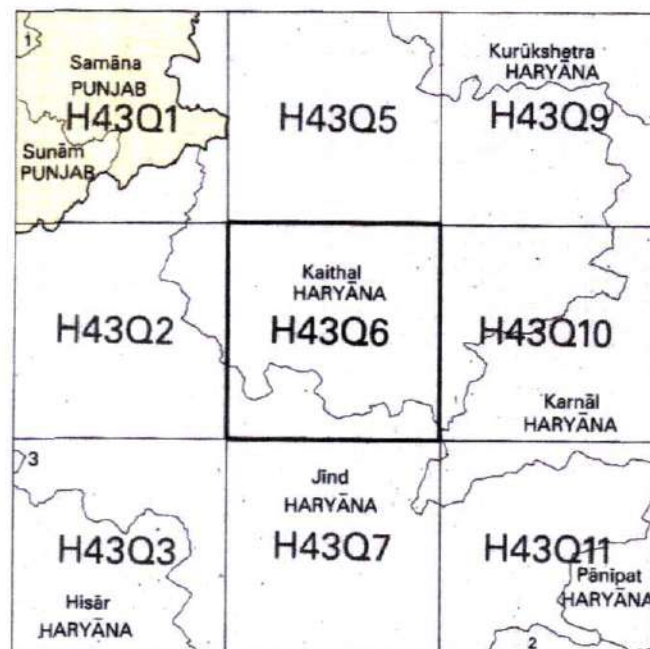 1
Samāna
PUNJAB
H43Q1
Sunām
PUNJAB
H43Q5
Kurūkshetra
HARYĀNA
H43Q9
H43Q2
Kaithal
HARYĀNA
H43Q6
H43Q10
Karnāl
HARYĀNA
3
H43Q3
Hisār
HARYĀNA
Jīnd
HARYĀNA
H43Q7
H43Q11
Pānīpat
HARYĀNA
2